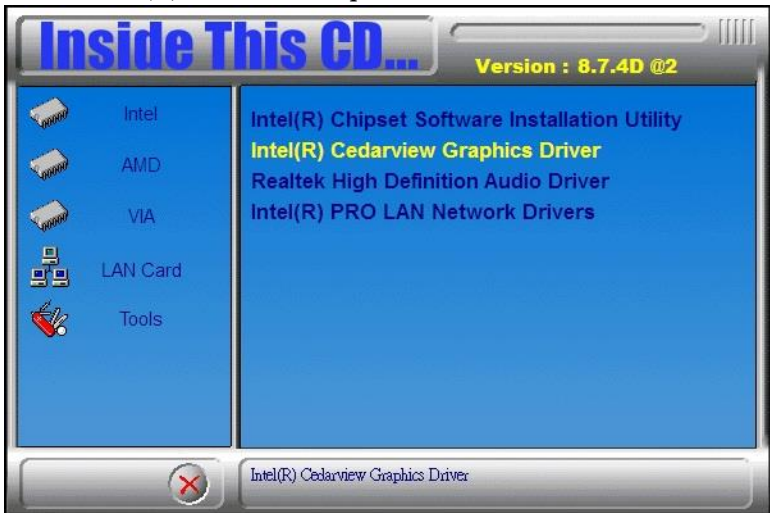 Inside This CD...
Version : 8.7.4D @2
Intel
AMD
VIA
LAN Card
Tools
Intel(R) Chipset Software Installation Utility
Intel(R) Cedarview Graphics Driver
Realtek High Definition Audio Driver
Intel(R) PRO LAN Network Drivers
Intel(R) Cedarview Graphics Driver